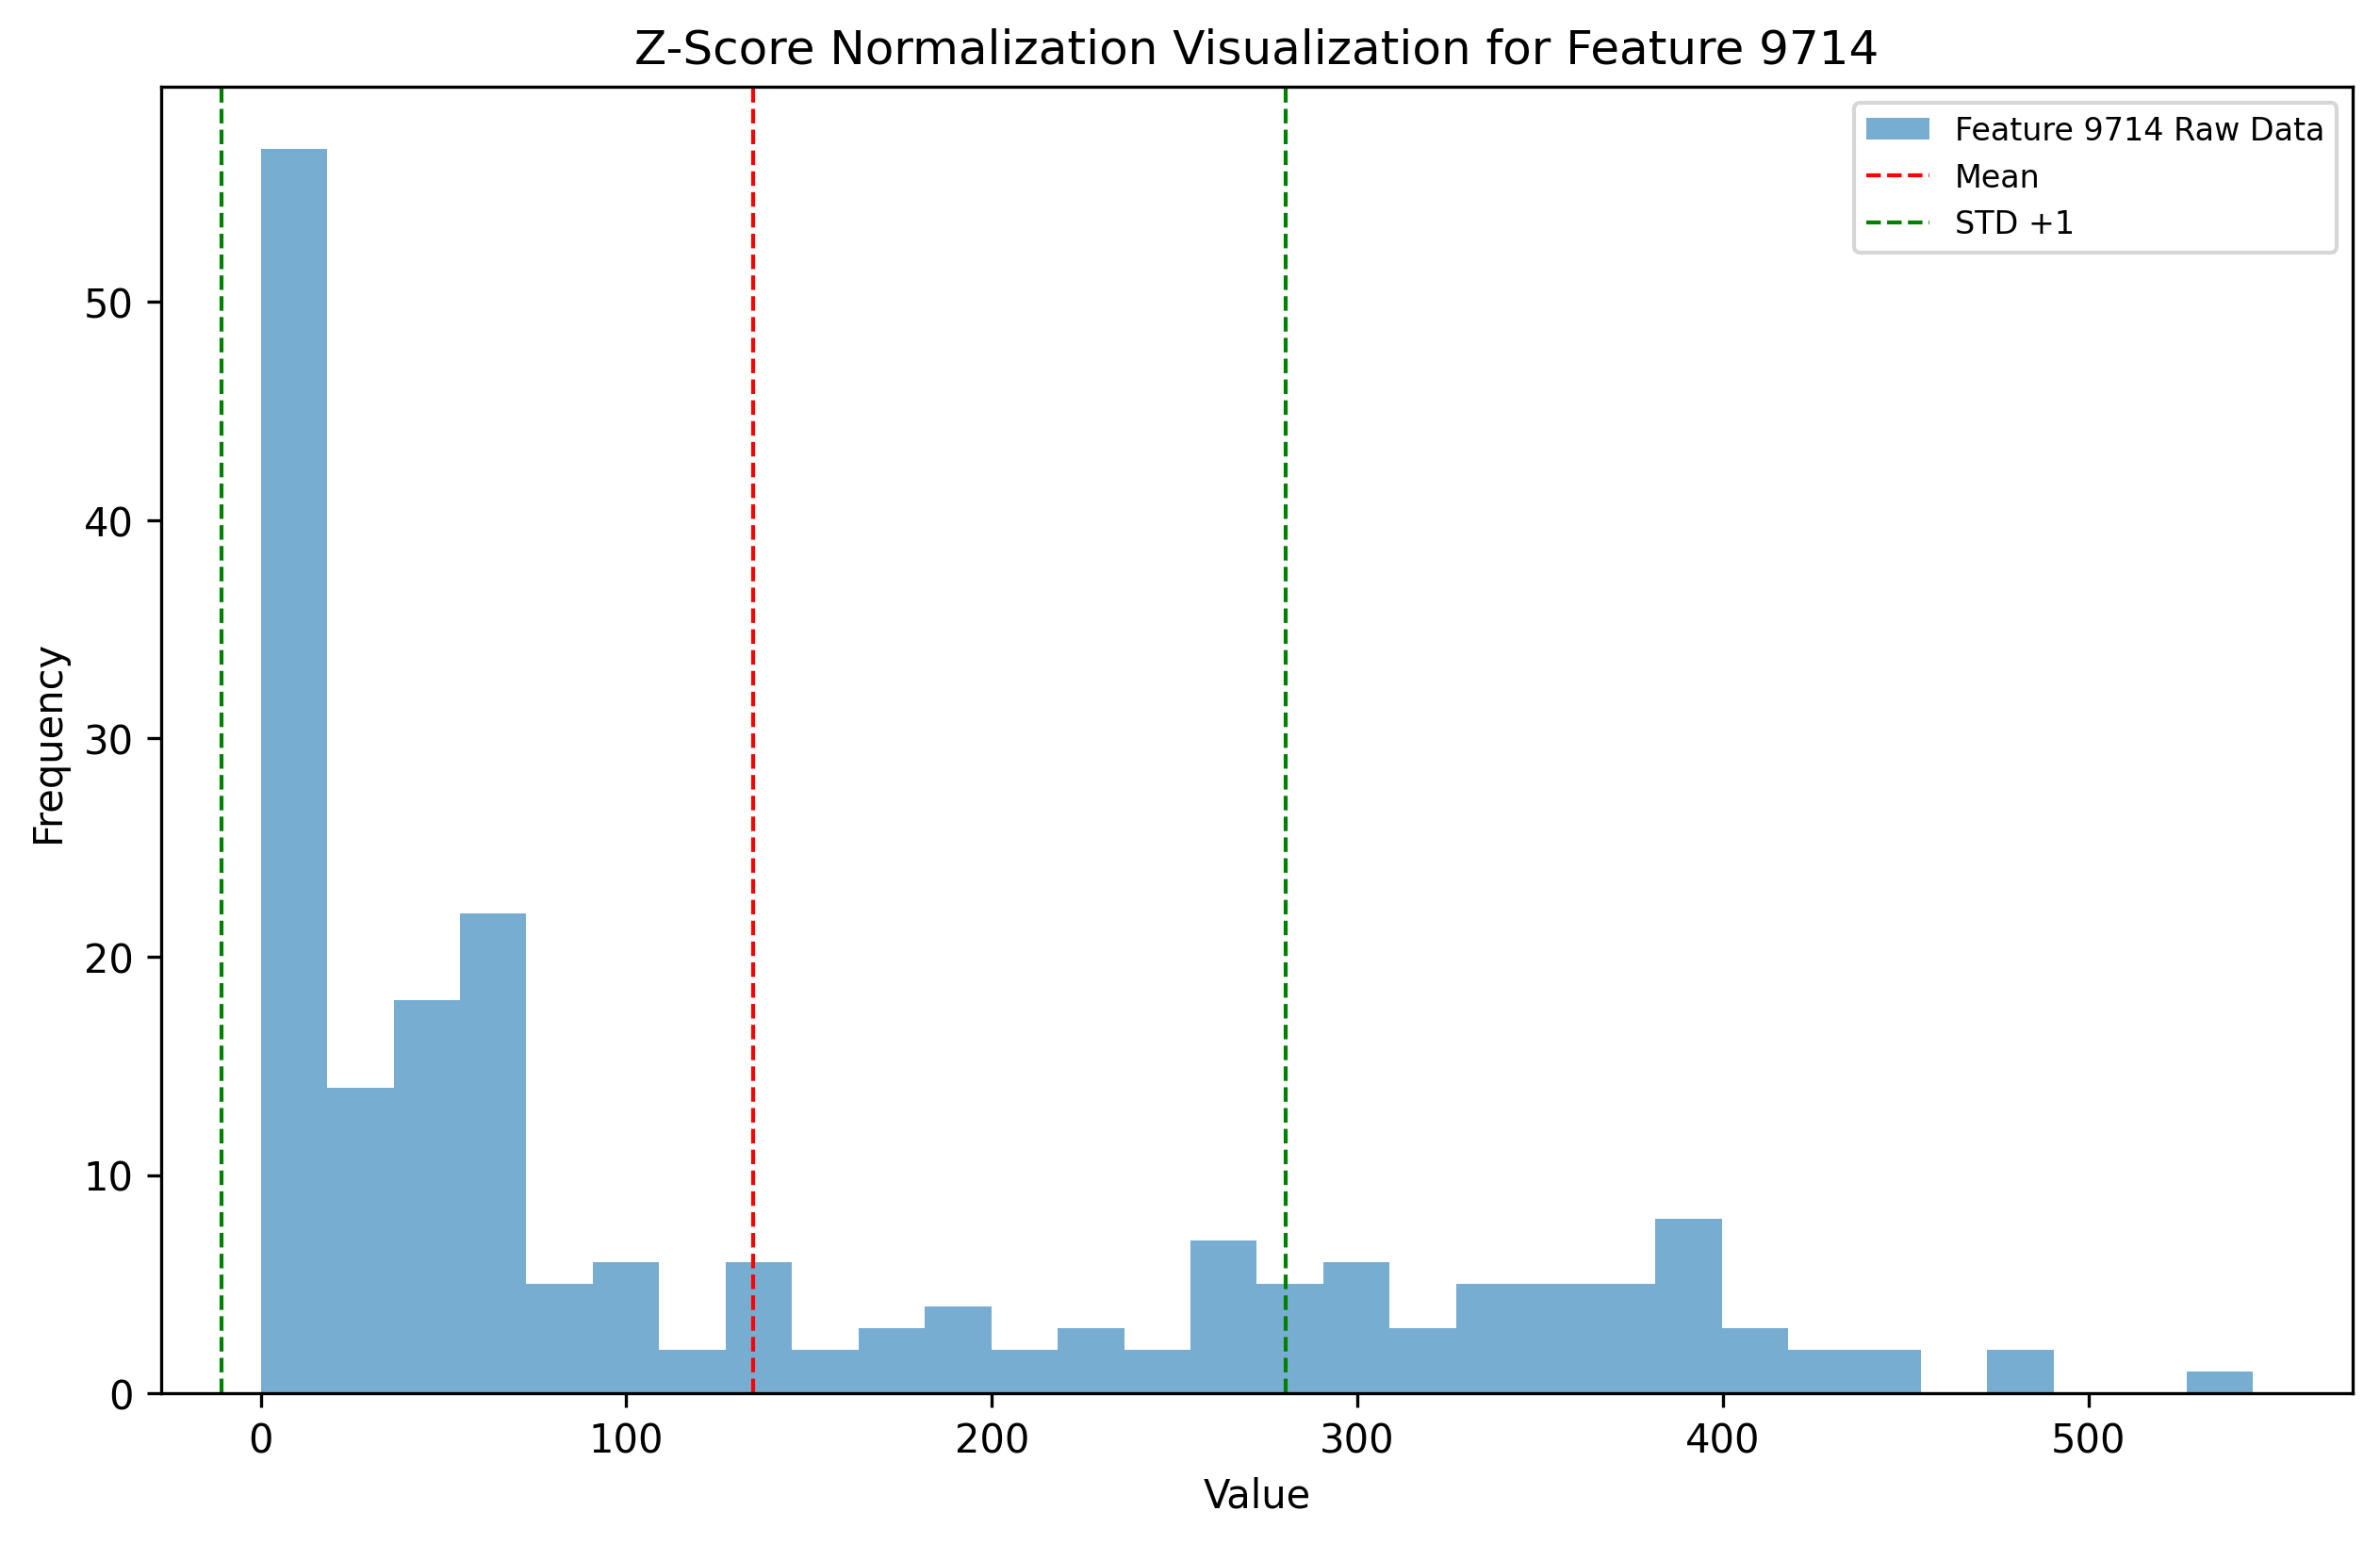 Z-Score Normalization Visualization for Feature 9714
Feature 9714 Raw Data
Mean
STD +1
Frequency
50
40
30
20
10
0
0 100 200 300 400 500
Value